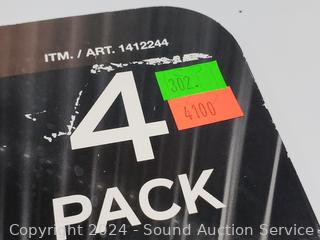 ITM. / ART. 1412244
4
302.
4100
PACK
Copyright 2024 - Sound Auction Service